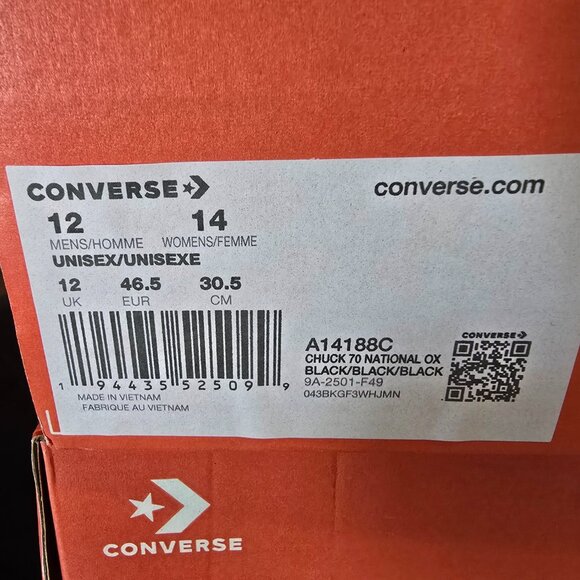 CONVERSE
converse.com
12 14
MENS/HOMME WOMENS/FEMME
UNISEX/UNISEXE
12 46.5 30.5
UK EUR CM
1 94435 52509 9
MADE IN VIETNAM
FABRIQUE AU VIETNAM
A14188C
CHUCK 70 NATIONAL OX
BLACK/BLACK/BLACK
9A-2501-F49
043BKGF3WHJMN
CONVERSE
CONVERSE